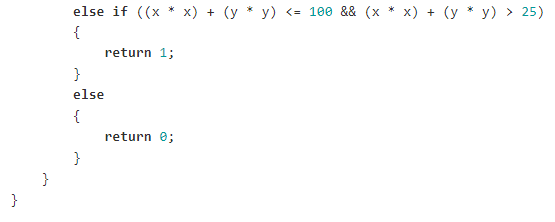 else if ((x * x) + (y * y) <= 100 && (x * x) + (y * y) > 25)
{
return 1;
}
else
{
return 0;
}
}
}